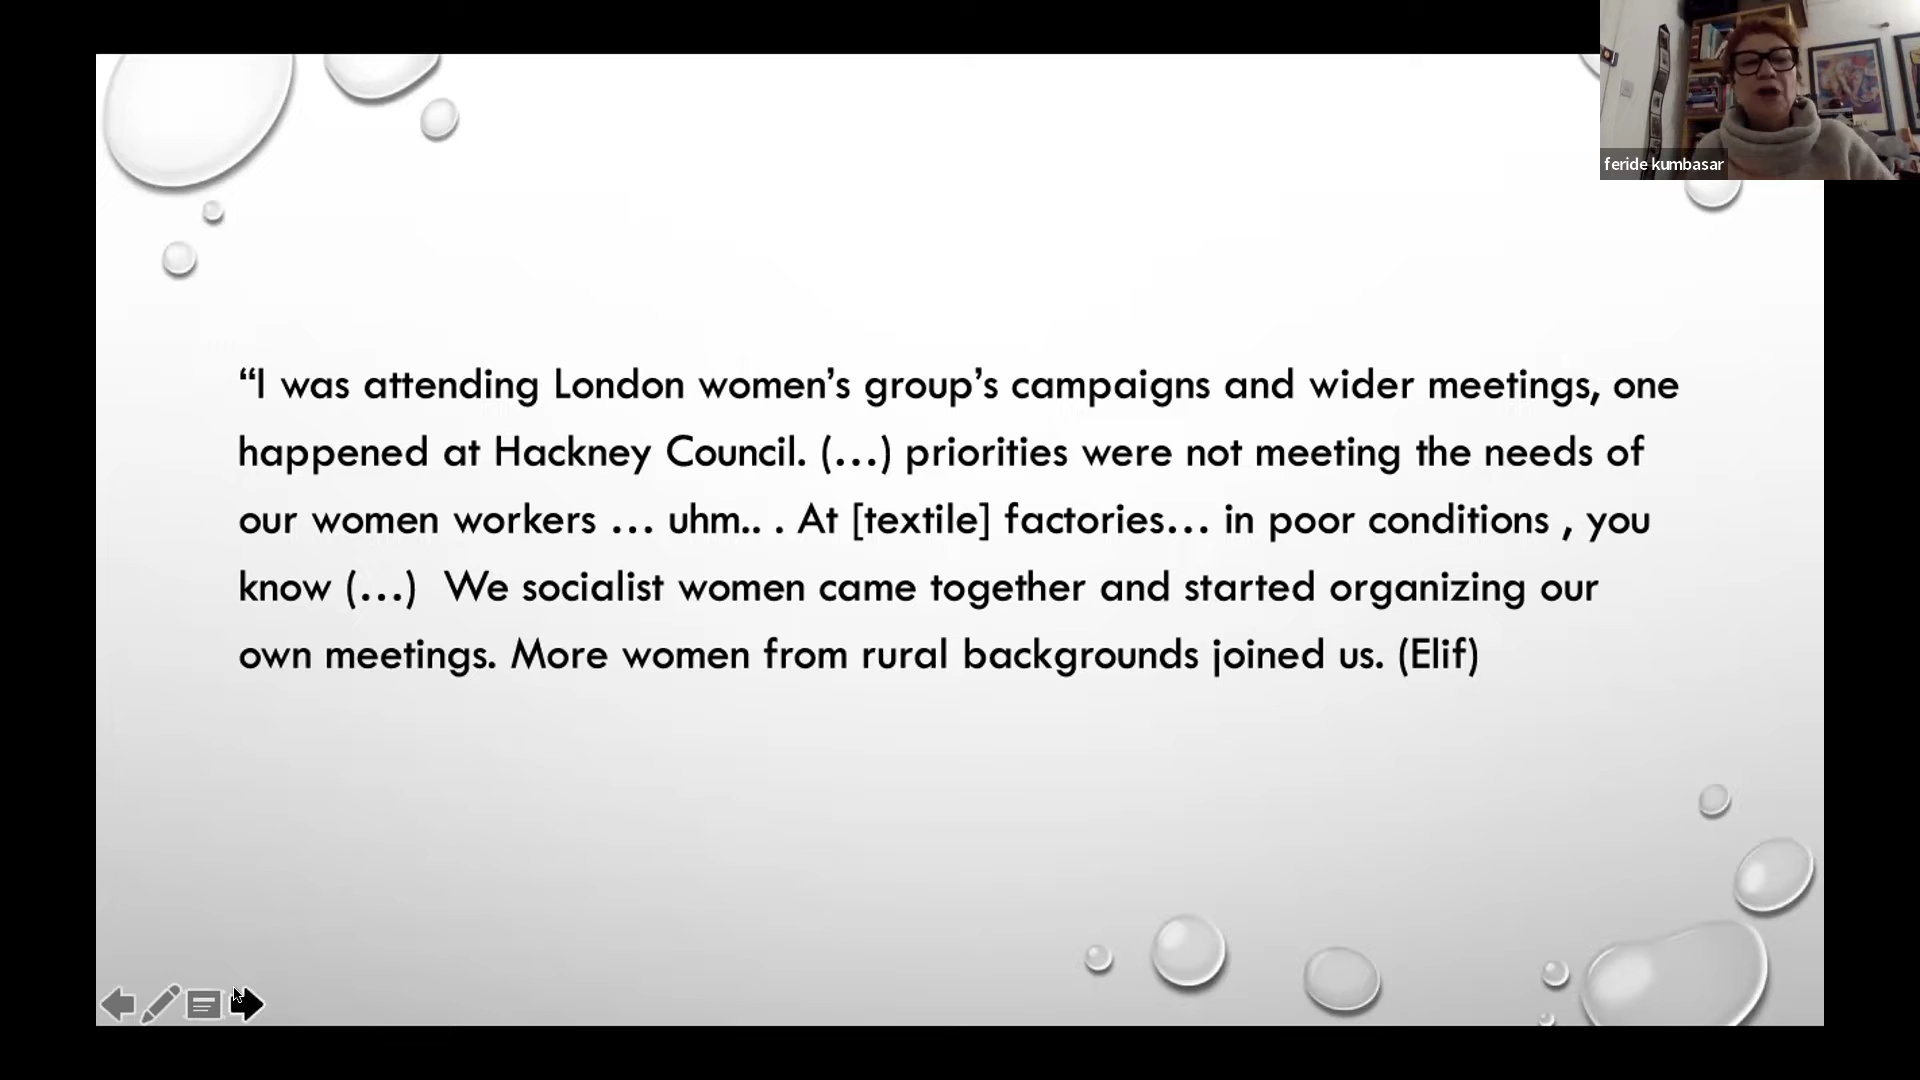 feride kumbasar
“I was attending London women’s group’s campaigns and wider meetings, one
happened at Hackney Council. (…) priorities were not meeting the needs of
our women workers … uhm.. . At [textile] factories… in poor conditions , you
know (…)  We socialist women came together and started organizing our
own meetings. More women from rural backgrounds joined us. (Elif)